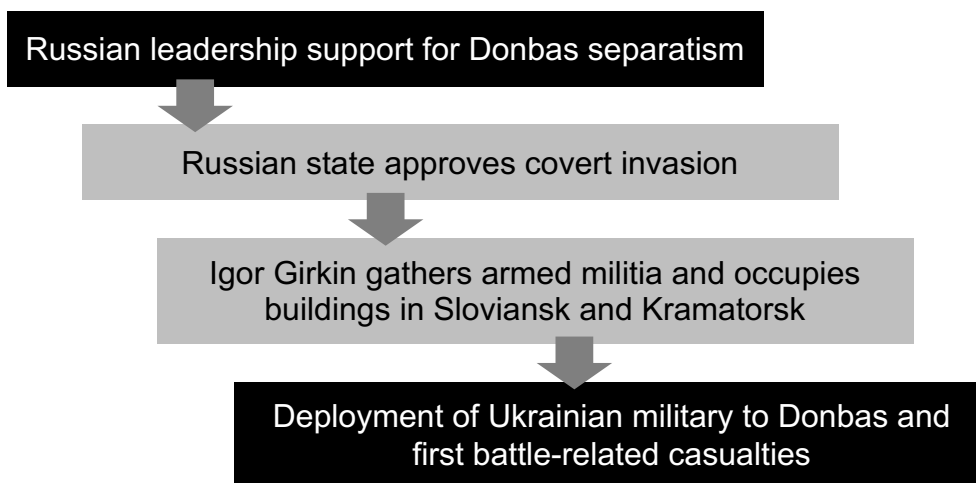 Russian leadership support for Donbas separatism
Russian state approves covert invasion
Igor Girkin gathers armed militia and occupies
buildings in Sloviansk and Kramatorsk
Deployment of Ukrainian military to Donbas and
first battle-related casualties